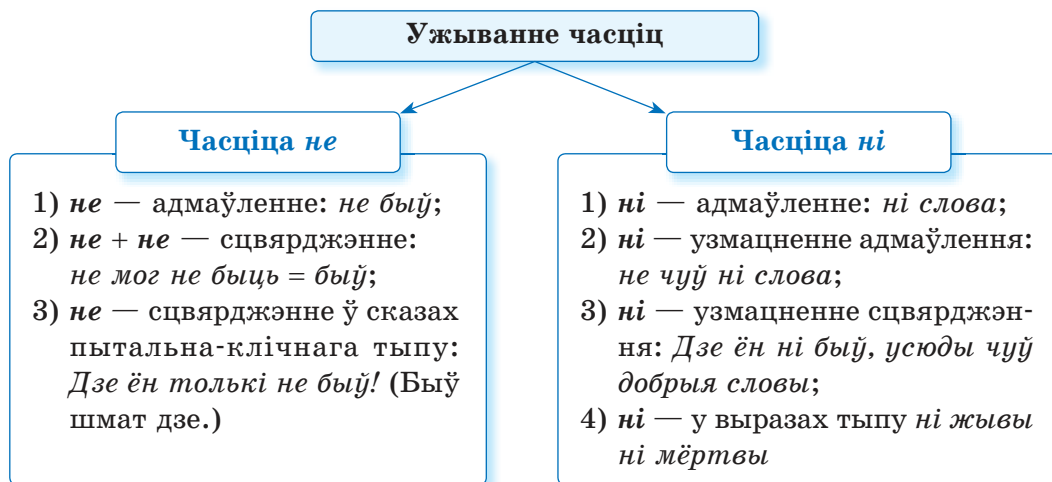 Ужыванне часціц
Часціца не
1) не — адмаўленне: не быў;
2) не + не — сцвярджэнне:
не мог не быць = быў;
3) не — сцвярджэнне ў сказах
пытальна-клічнага тыпу:
Дзе ён толькі не быў! (Быў
шмат дзе.)
Часціца ні
1) ні — адмаўленне: ні слова;
2) ні — узмацненне адмаўлення:
не чуў ні слова;
3) ні — узмацненне сцвярджэн-
ня: Дзе ён ні быў, усюды чуў
добрыя словы;
4) ні — у выразах тыпу ні жывы
ні мёртвы